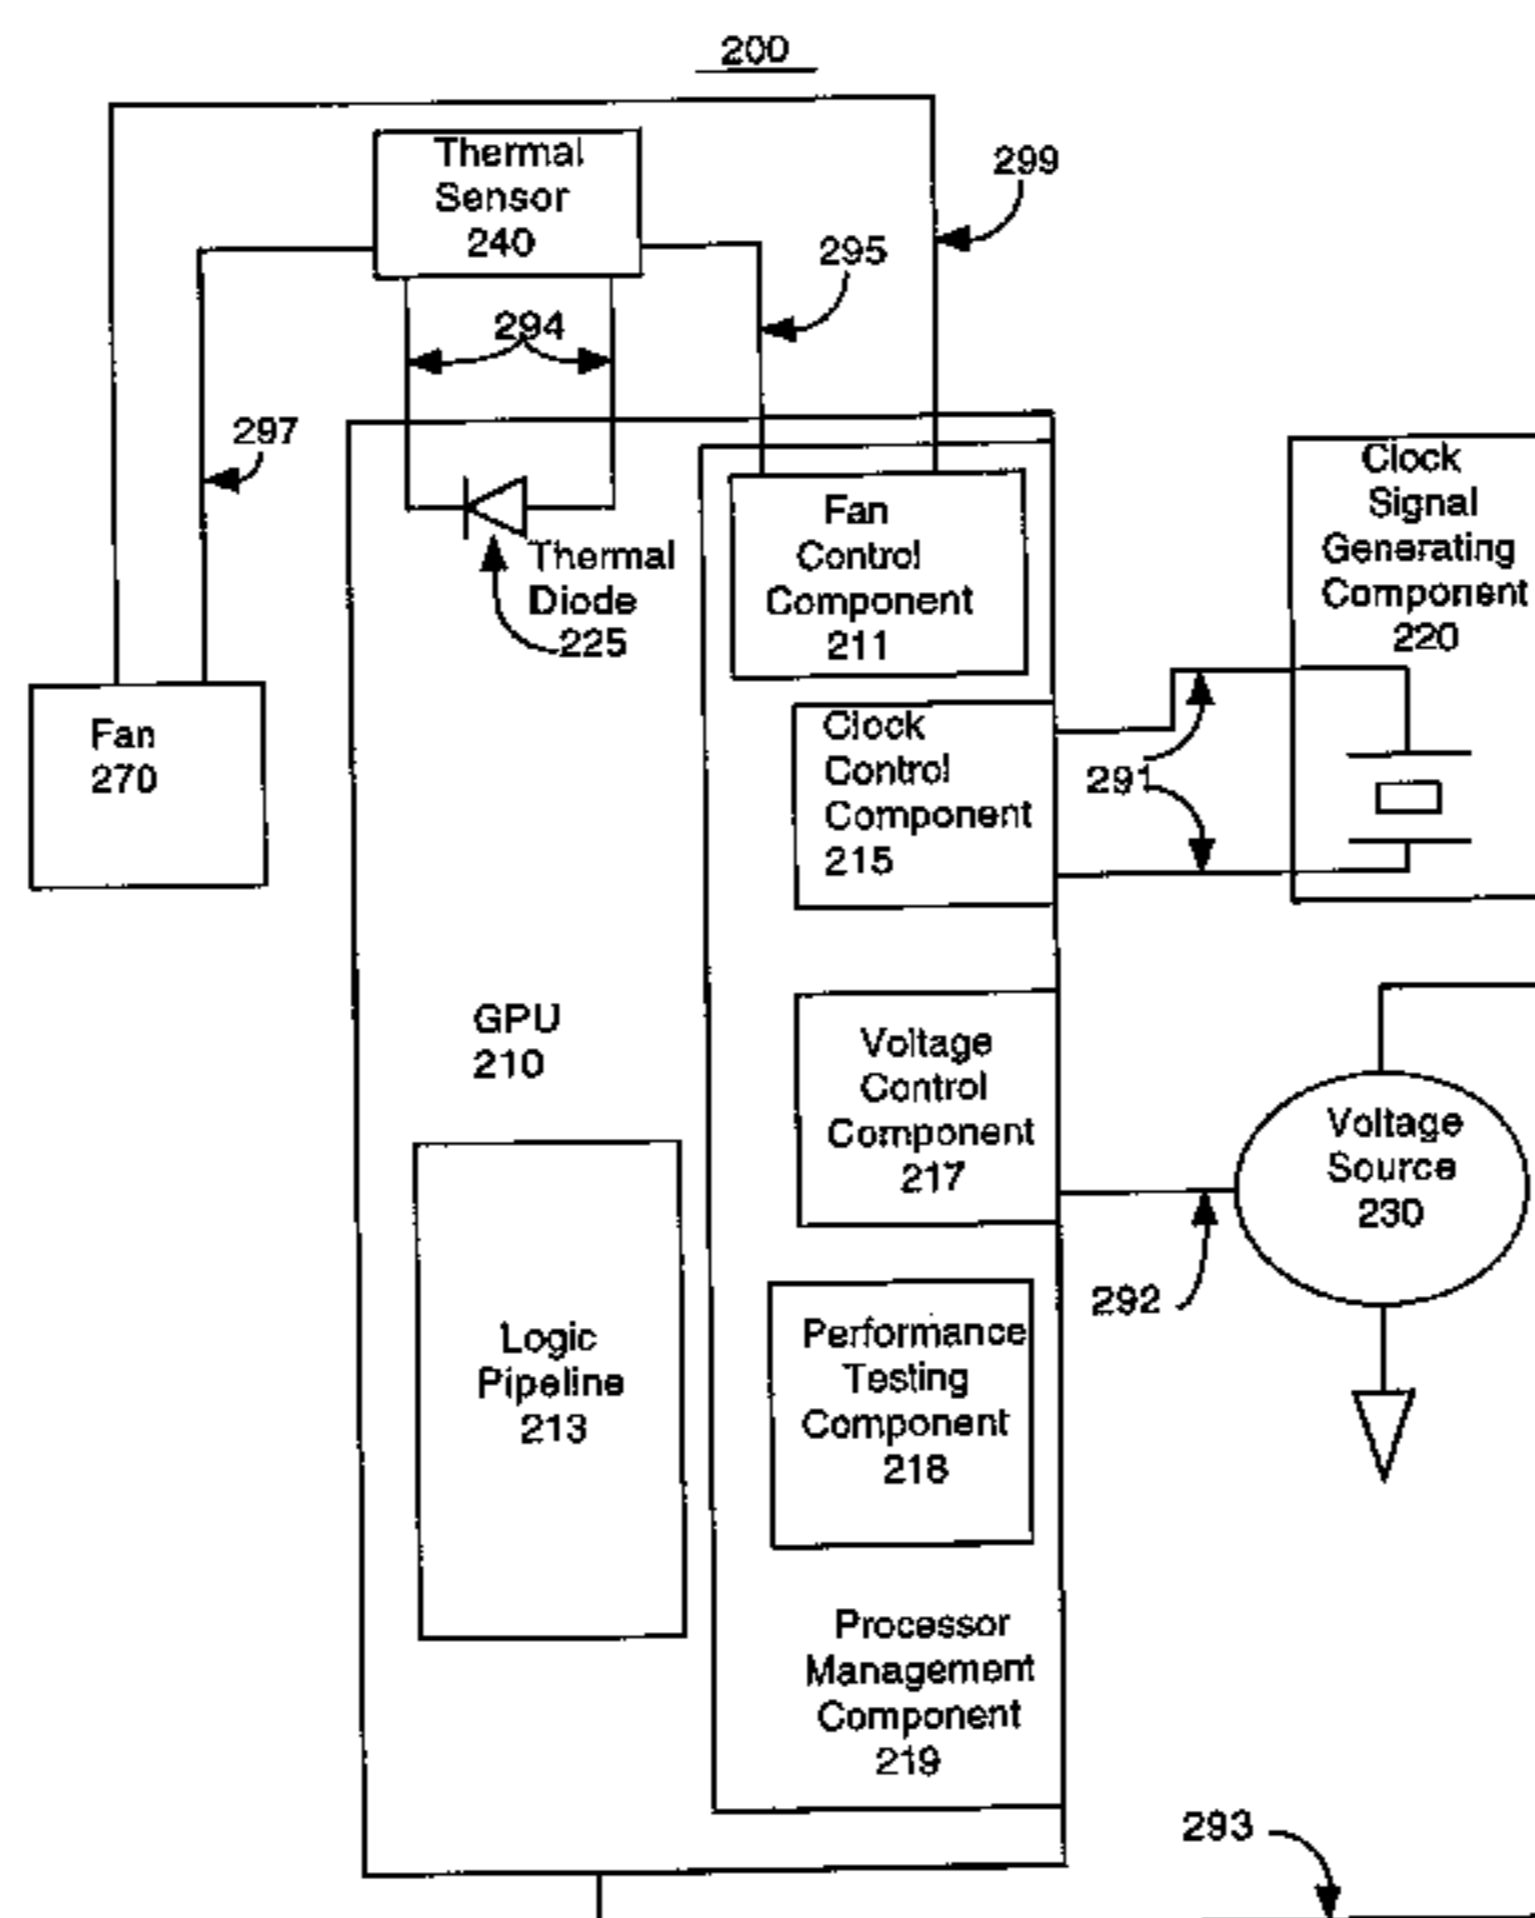 200
Thermal
Sensor
240
299
295
294
297
Thermal
Diode
225
Fan
Control
Component
211
Clock
Signal
Generating
Component
220
Fan
270
Clock
Control
Component
215
291
GPU
210
Voltage
Control
Component
217
Voltage
Source
230
292
Logic
Pipeline
213
Performance
Testing
Component
218
Processor
Management
Component
219
293